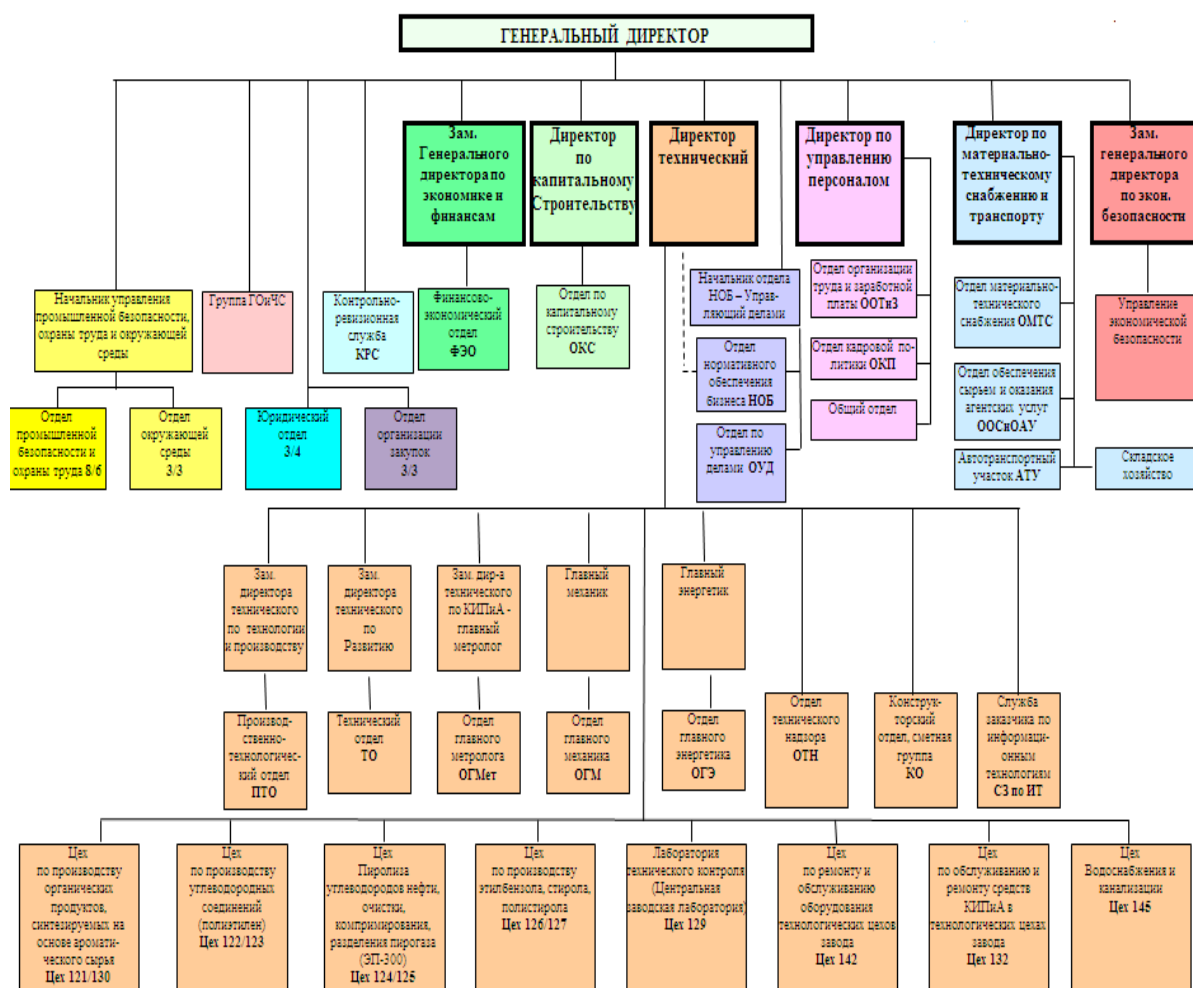 ГЕНЕРАЛЬНЫЙ ДИРЕКТОР
Зам.
Генерального
директора по
экономике и
финансам
Директор
по
капитальному
Строительству
Директор
технический
Директор по
управлению
персоналом
Директор по
материально-
техническому
снабжению и
транспорту
Зам.
генерального
директора
по экон.
безопасности
Начальник управления
промышленной безопасности,
охраны труда и окружающей
среды
Группа ГОиЧС
Контрольно-
ревизионная
служба
КРС
Финансово-
экономический
отдел
ФЭО
Отдел по
капитальному
строительству
ОКС
Начальник отдела
НОБ – Упра-
вляющий делами
Отдел организации
труда и заработной
платы ООТиЗ
Отдел материально-
технического
снабжения ОМТС
Управление
экономической
безопасности
Отдел
нормативного
обеспечения
бизнеса НОБ
Отдел кадровой по-
литики ОКП
Отдел обеспечения
сырьем и оказания
агентских услуг
ООСиОАУ
Отдел
промышленной
безопасности и
охраны труда 8/6
Отдел
окружающей
среды
3/3
Юридический
отдел
3/4
Отдел
организации
закупок
3/3
Отдел по
управлению
делами ОУД
Общий отдел
Автотранспортный
участок АТУ
Складское
хозяйство
Зам.
директора
технического
по технологии
и производству
Зам.
директора
технического
по
Развитию
Зам. дир-а
технического
по КИПиА -
главный
метролог
Главный
механик
Главный
энергетик
Производ-
ственно-
технологичес-
кий отдел
ПТО
Технический
отдел
ТО
Отдел
главного
метролога
ОГМет
Отдел
главного
механика
ОГМ
Отдел
главного
энергетика
ОГЭ
Отдел
технического
надзора
ОТН
Конструк-
торский
отдел, сметная
группа
КО
Служба
заказчика по
информаци-
онным
технологиям
СЗ по ИТ
Цех
по производству
органических
продуктов,
синтезируемых на
основе аромати-
ческого сырья
Цех 121/130
Цех
по производству
углеводородных
соединений
(полиэтилен)
Цех 122/123
Цех
Пиролиза
углеводородов нефти,
очистки,
компримирования,
разделения пирогаза
(ЭП-300)
Цех 124/125
Цех
по производству
этилбензола, стирола,
полистирола
Цех 126/127
Лаборатория
технического контроля
(Центральная
заводская лаборатория)
Цех 129
Цех
по ремонту и
обслуживанию
оборудования
технологических цехов
завода
Цех 142
Цех
по обслуживанию и
ремонту средств
КИПиА в
технологических цехах
завода
Цех 132
Цех
Водоснабжения и
канализации
Цех 145